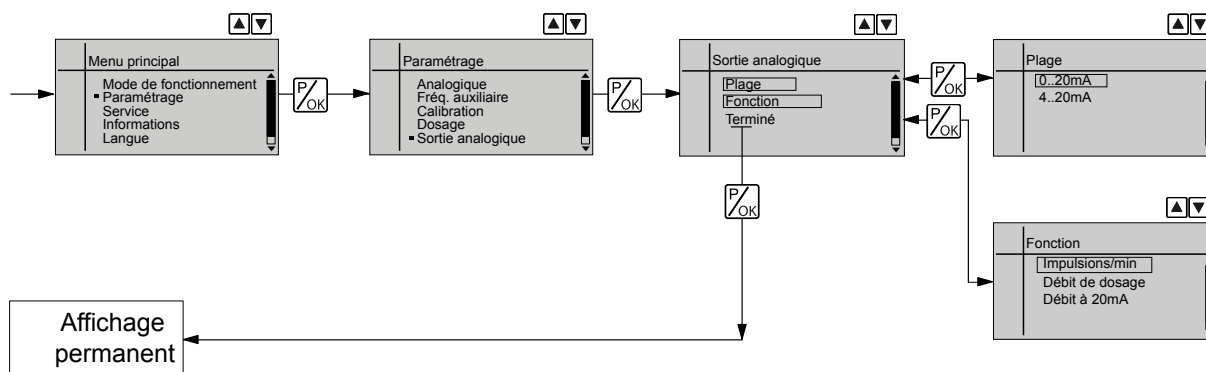 Menu principal
Mode de fonctionnement
Paramétrage
Service
Informations
Langue
P/OK
Paramétrage
Analogique
Fréq. auxiliaire
Calibration
Dosage
Sortie analogique
P/OK
Sortie analogique
Plage
Fonction
Terminé
P/OK
P/OK
Plage
0..20mA
4..20mA
P/OK
Fonction
Impulsions/min
Débit de dosage
Débit à 20mA
Affichage
permanent